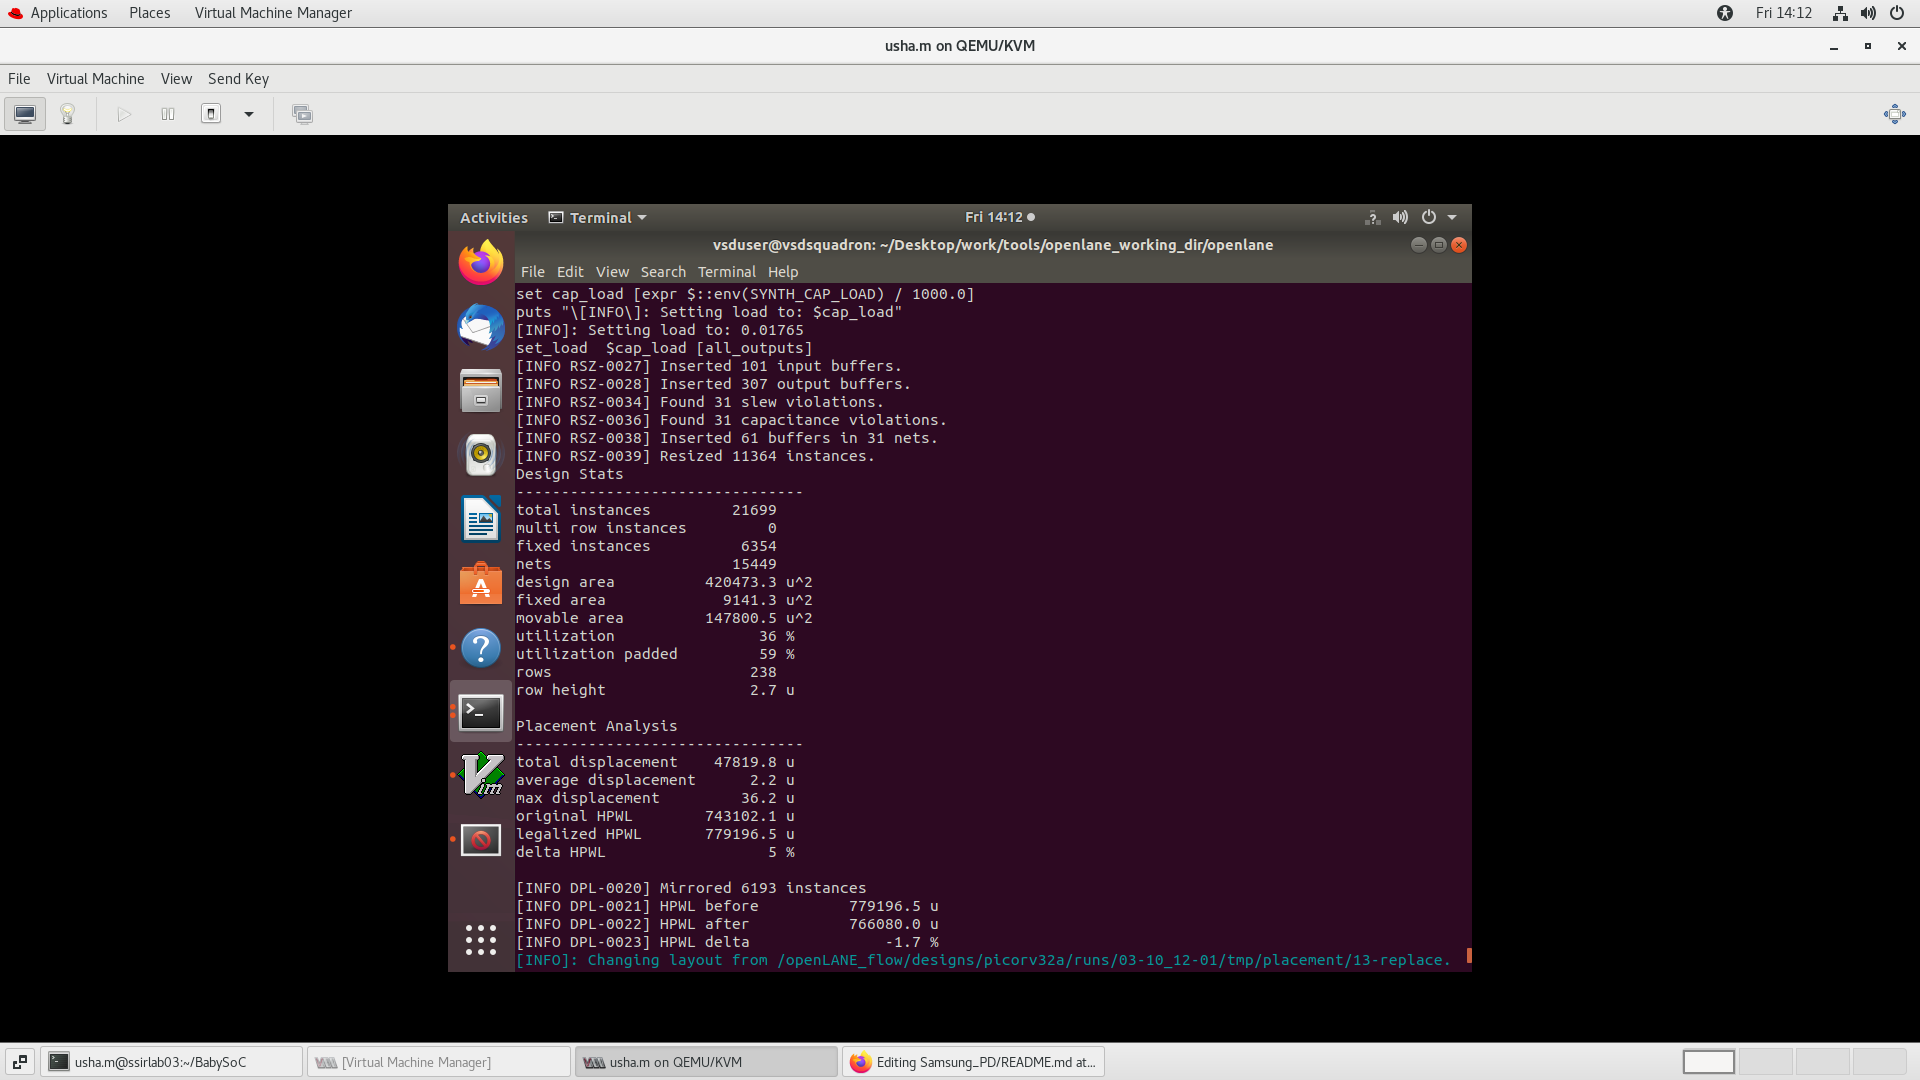 Applications Places Virtual Machine Manager Fri 14:12
usha.m on QEMU/KVM
File Virtual Machine View Send Key
Activities Terminal Fri 14:12
vsduser@vsdsquadron: ~/Desktop/work/tools/openlane_working_dir/openlane
File Edit View Search Terminal Help
set cap_load [expr $::env(SYNTH_CAP_LOAD) / 1000.0]
puts "\[INFO\]: Setting load to: $cap_load"
[INFO]: Setting load to: 0.01765
set_load  $cap_load [all_outputs]
[INFO RSZ-0027] Inserted 101 input buffers.
[INFO RSZ-0028] Inserted 307 output buffers.
[INFO RSZ-0034] Found 31 slew violations.
[INFO RSZ-0036] Found 31 capacitance violations.
[INFO RSZ-0038] Inserted 61 buffers in 31 nets.
[INFO RSZ-0039] Resized 11364 instances.
Design Stats
--------------------------------
total instances         21699
multi row instances         0
fixed instances          6354
nets                    15449
design area          420473.3 u^2
fixed area             9141.3 u^2
movable area         147800.5 u^2
utilization                36 %
utilization padded         59 %
rows                      238
row height                2.7 u
Placement Analysis
--------------------------------
total displacement    47819.8 u
average displacement      2.2 u
max displacement         36.2 u
original HPWL        743102.1 u
legalized HPWL       779196.5 u
delta HPWL                  5 %
[INFO DPL-0020] Mirrored 6193 instances
[INFO DPL-0021] HPWL before          779196.5 u
[INFO DPL-0022] HPWL after           766080.0 u
[INFO DPL-0023] HPWL delta               -1.7 %
[INFO]: Changing layout from /openLANE_flow/designs/picorv32a/runs/03-10_12-01/tmp/placement/13-replace.
usha.m@ssirlab03:~/BabySoC [Virtual Machine Manager] usha.m on QEMU/KVM Editing Samsung_PD/README.md at...